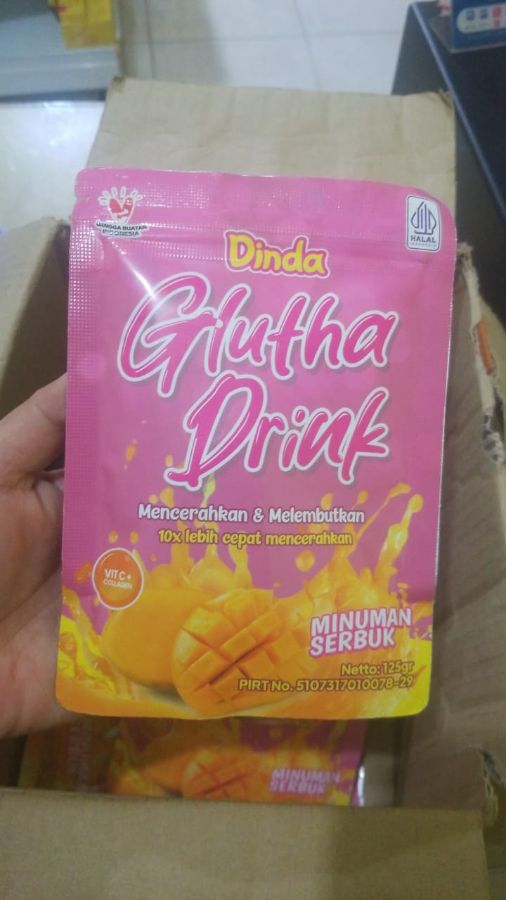 BANGGA BUATAN
INDONESIA
HALAL
INDONESIA
Dinda
Glutha
Drink
Mencerahkan & Melembutkan
10x lebih cepat mencerahkan
VIT C +
COLLAGEN
MINUMAN
SERBUK
Netto: 125gr
PIRT No. 5107317010078-29
MINUMAN
SERBUK